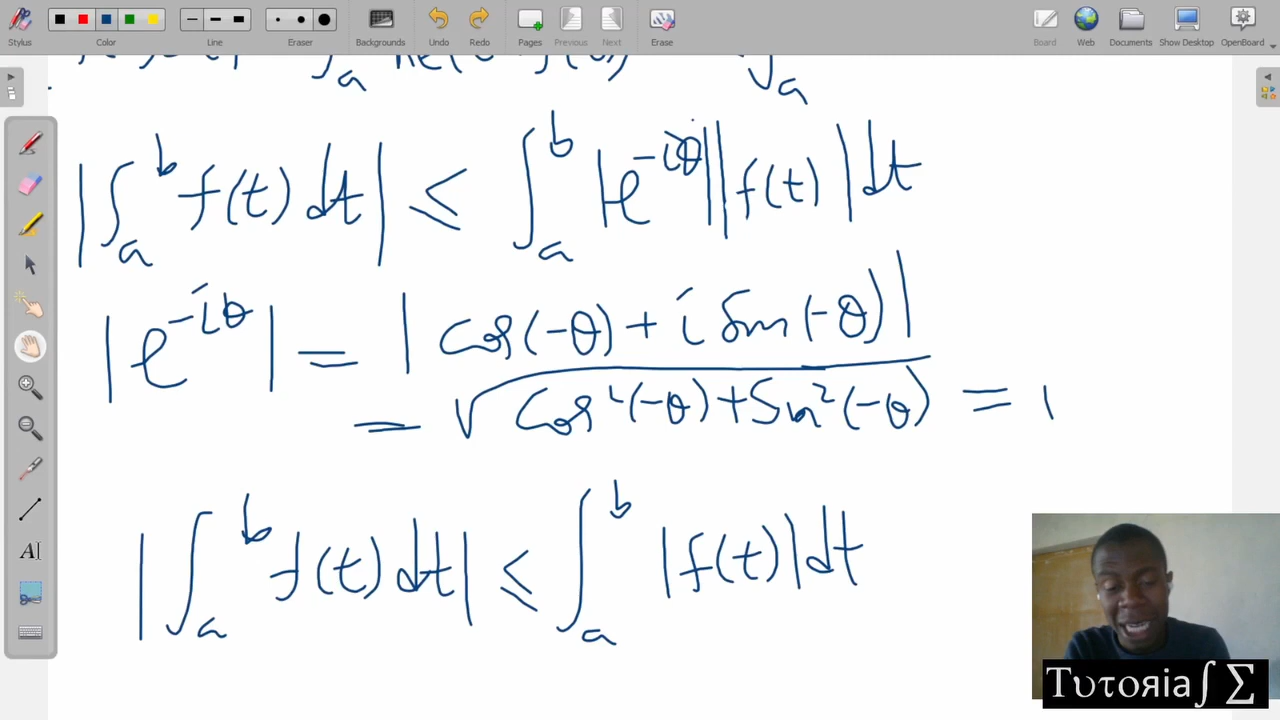 Stylus Color Line Eraser Backgrounds Undo Redo Pages Previous Next Erase Board Web Documents Show Desktop OpenBoard
|∫_a^b f(t) dt| ≤ ∫_a^b |e^{-iθ}||f(t)|dt
|e^{-iθ}| = |Cos(-θ) + i Sin(-θ)|
= √(Cos²(-θ) + Sin²(-θ)) = 1
|∫_a^b f(t) dt| ≤ ∫_a^b |f(t)|dt
TυτoЯia∫∑